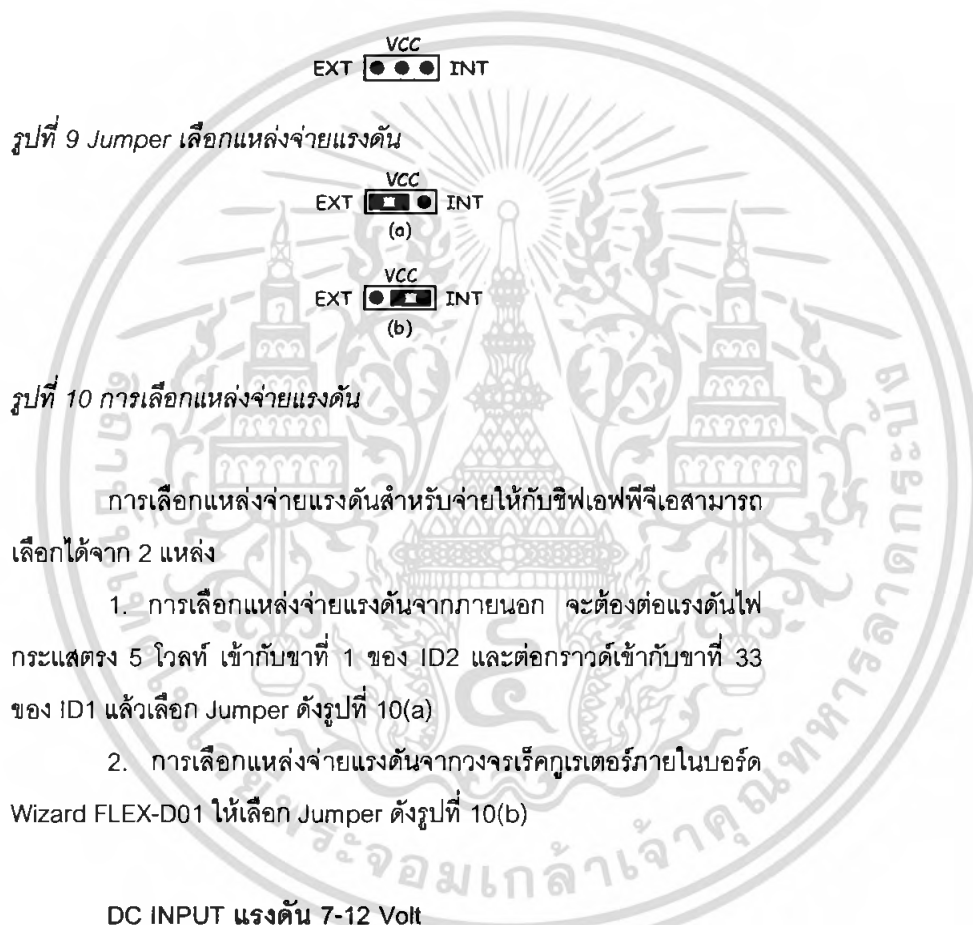 VCC
EXT INT
รูปที่ 9 Jumper เลือกแหล่งจ่ายแรงดัน
VCC
EXT INT
(a)
VCC
EXT INT
(b)
รูปที่ 10 การเลือกแหล่งจ่ายแรงดัน
การเลือกแหล่งจ่ายแรงดันสำหรับจ่ายให้กับชิฟเอฟพีจีเอสามารถ
เลือกได้จาก 2 แหล่ง
1. การเลือกแหล่งจ่ายแรงดันจากภายนอก จะต้องต่อแรงดันไฟ
กระแสตรง 5 โวลท์ เข้ากับขาที่ 1 ของ ID2 และต่อกราวด์เข้ากับขาที่ 33
ของ ID1 แล้วเลือก Jumper ดังรูปที่ 10(a)
2. การเลือกแหล่งจ่ายแรงดันจากวงจรเร็คกูเรเตอร์ภายในบอร์ด
Wizard FLEX-D01 ให้เลือก Jumper ดังรูปที่ 10(b)
DC INPUT แรงดัน 7-12 Volt